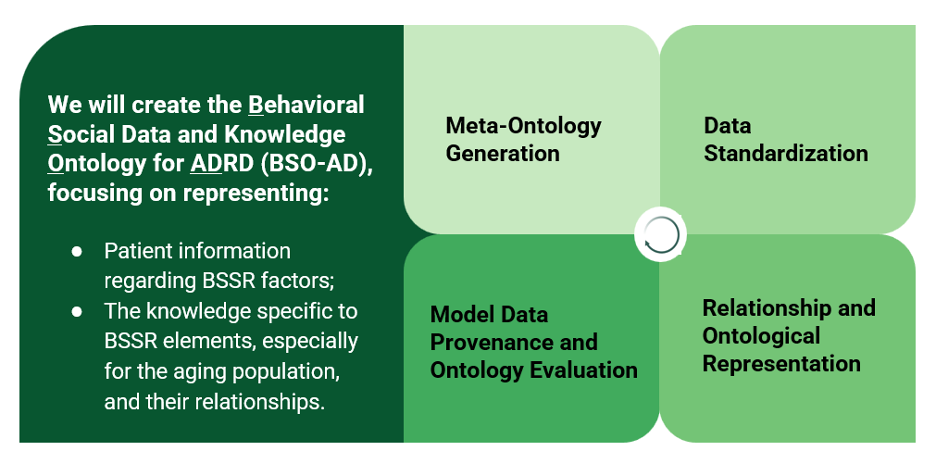 We will create the Behavioral
Social Data and Knowledge
Ontology for ADRD (BSO-AD),
focusing on representing:
● Patient information
regarding BSSR factors;
● The knowledge specific to
BSSR elements, especially
for the aging population,
and their relationships.
Meta-Ontology
Generation
Data
Standardization
Model Data
Provenance and
Ontology Evaluation
Relationship and
Ontological
Representation